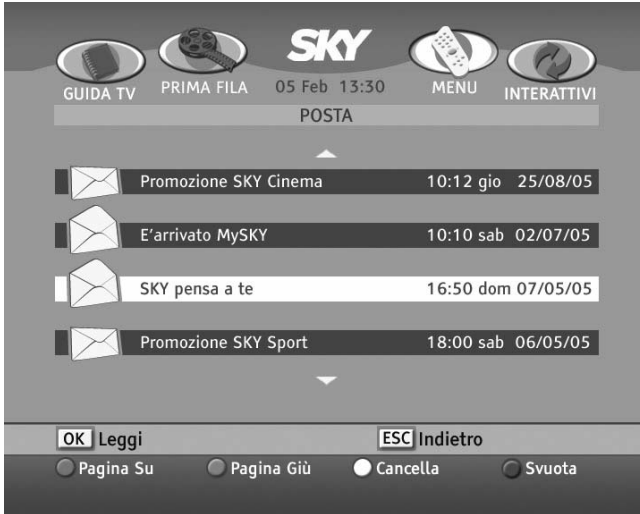 SKY
GUIDA TV PRIMA FILA 05 Feb 13:30 MENU INTERATTIVI
POSTA
Promozione SKY Cinema 10:12 gio 25/08/05
E'arrivato MySKY 10:10 sab 02/07/05
SKY pensa a te 16:50 dom 07/05/05
Promozione SKY Sport 18:00 sab 06/05/05
OK Leggi ESC Indietro
Pagina Su Pagina Giù Cancella Svuota